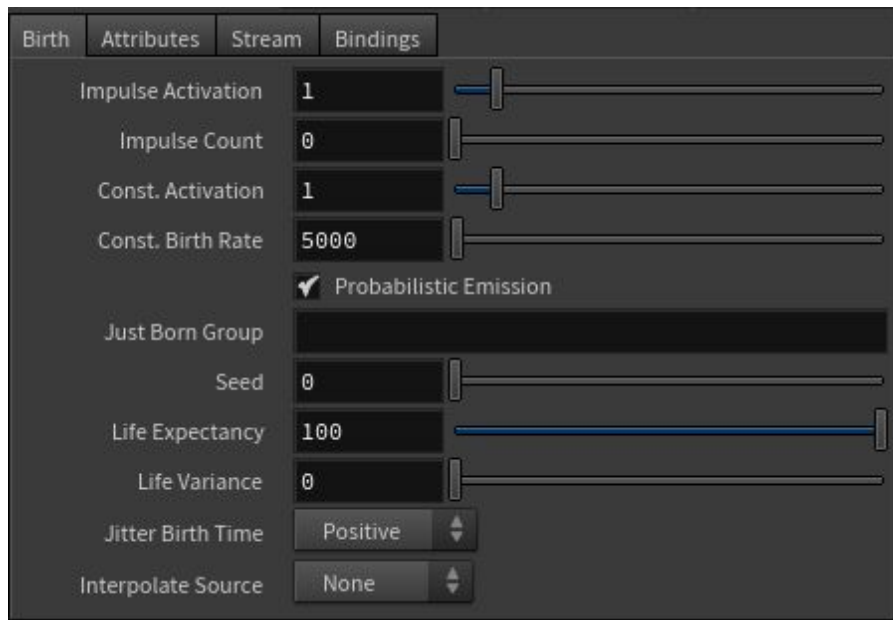 Birth Attributes Stream Bindings
Impulse Activation 1
Impulse Count 0
Const. Activation 1
Const. Birth Rate 5000
Probabilistic Emission
Just Born Group
Seed 0
Life Expectancy 100
Life Variance 0
Jitter Birth Time Positive
Interpolate Source None